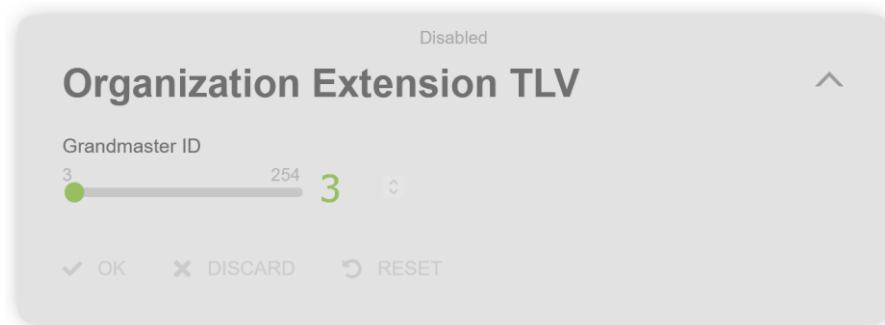 Disabled
Organization Extension TLV
Grandmaster ID
3 254
3
OK DISCARD RESET